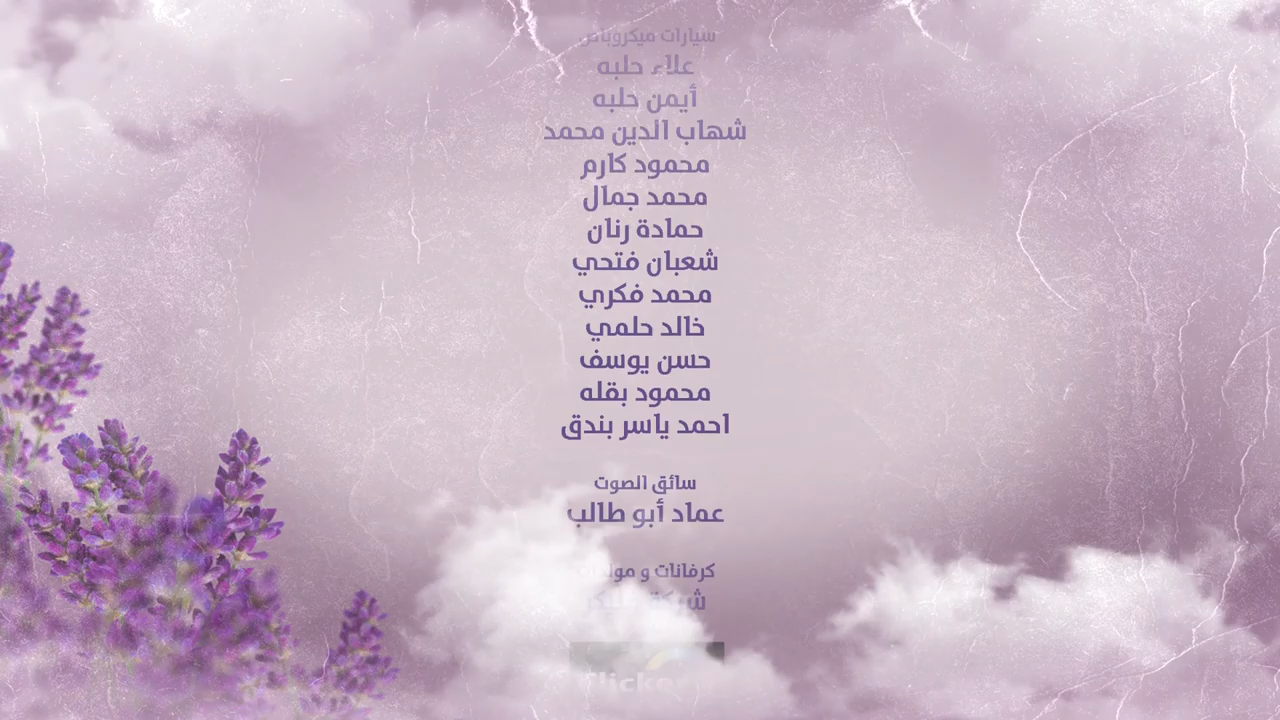 سيارات ميكروباص
علاء حلبه
أيمن حلبه
شهاب الدين محمد
محمود كارم
محمد جمال
حمادة رنان
شعبان فتحي
محمد فكري
خالد حلمي
حسن يوسف
محمود بقله
احمد ياسر بندق
سائق الصوت
عماد أبو طالب
كرفانات و
شركة